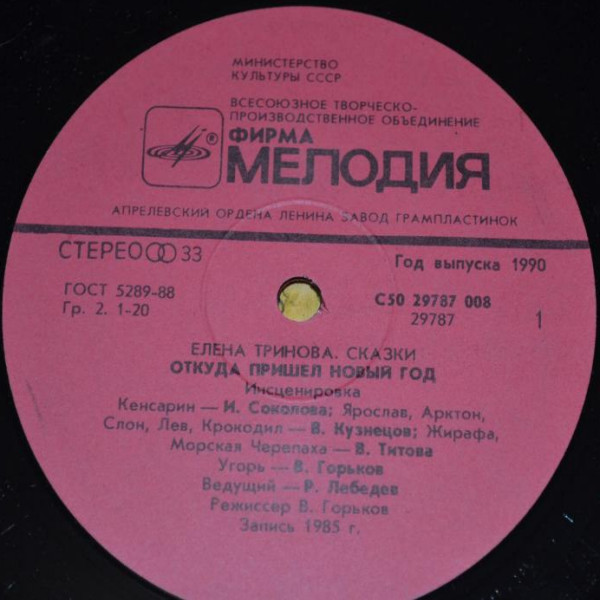 МИНИСТЕРСТВО
КУЛЬТУРЫ СССР
ВСЕСОЮЗНОЕ ТВОРЧЕСКО-
ПРОИЗВОДСТВЕННОЕ ОБЪЕДИНЕНИЕ
ФИРМА
® МЕЛОДИЯ
АПРЕЛЕВСКИЙ ОРДЕНА ЛЕНИНА ЗАВОД ГРАМПЛАСТИНОК
СТЕРЕО 33
Год выпуска 1990
ГОСТ 5289-88
Гр. 2. 1-20
С50 29787 008
29787
1
ЕЛЕНА ТРИНОВА. СКАЗКИ
ОТКУДА ПРИШЕЛ НОВЫЙ ГОД
Инсценировка
Кенсарин — И. Соколова; Ярослав, Арктон,
Слон, Лев, Крокодил — В. Кузнецов; Жирафа,
Морская Черепаха — В. Титова
Угорь — В. Горьков
Ведущий — Р. Лебедев
Режиссер В. Горьков
Запись 1985 г.